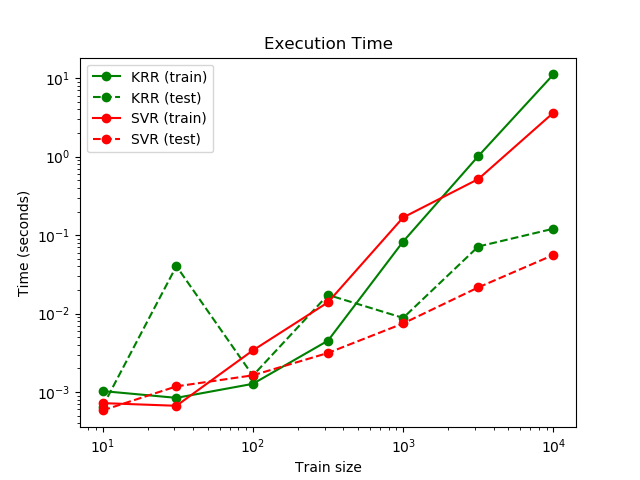 Execution Time
KRR (train)
KRR (test)
SVR (train)
SVR (test)
10¹
10⁰
10⁻¹
10⁻²
10⁻³
Time (seconds)
10¹ 10² 10³ 10⁴
Train size